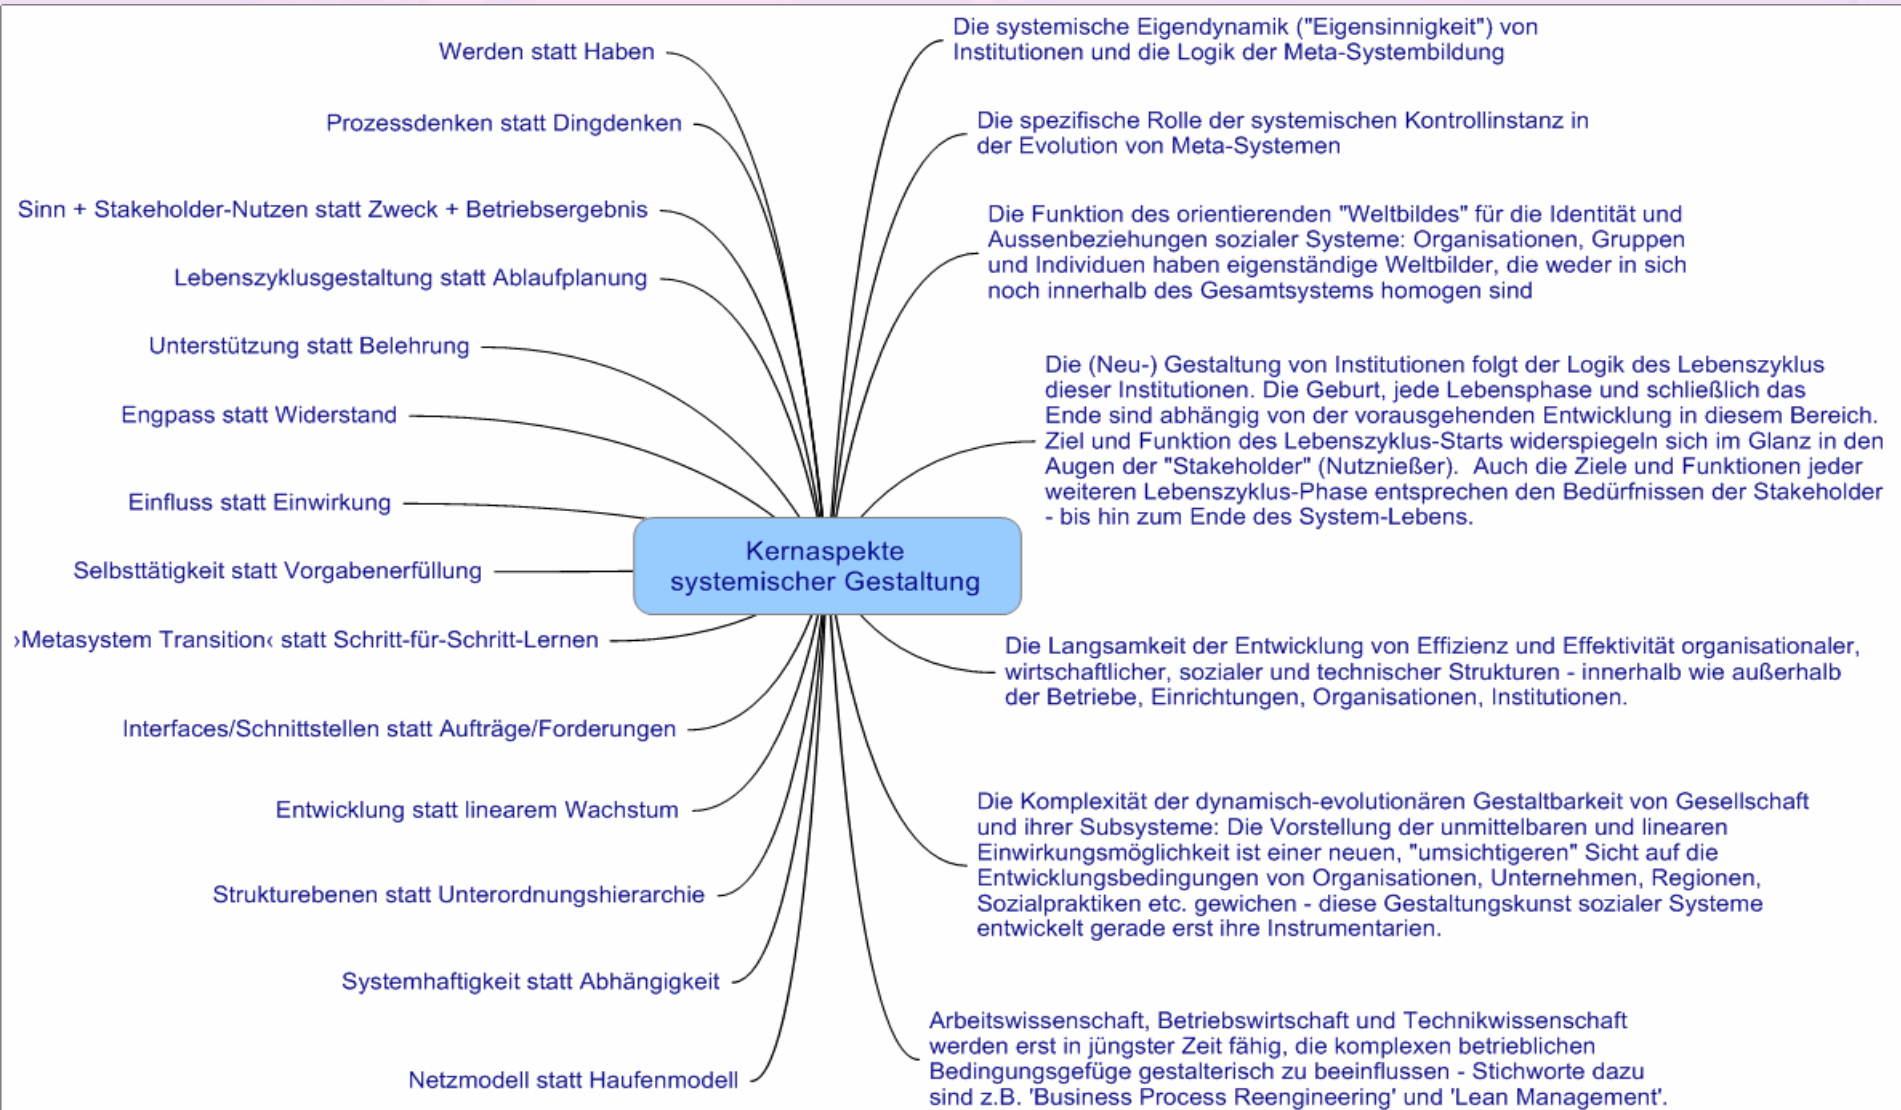 Werden statt Haben
Prozessdenken statt Dingdenken
Sinn + Stakeholder-Nutzen statt Zweck + Betriebsergebnis
Lebenszyklusgestaltung statt Ablaufplanung
Unterstützung statt Belehrung
Engpass statt Widerstand
Einfluss statt Einwirkung
Selbsttätigkeit statt Vorgabenerfüllung
›Metasystem Transition‹ statt Schritt-für-Schritt-Lernen
Interfaces/Schnittstellen statt Aufträge/Forderungen
Entwicklung statt linearem Wachstum
Strukturebenen statt Unterordnungshierarchie
Systemhaftigkeit statt Abhängigkeit
Netzmodell statt Haufenmodell
Kernaspekte
systemischer Gestaltung
Die systemische Eigendynamik ("Eigensinnigkeit") von
Institutionen und die Logik der Meta-Systembildung
Die spezifische Rolle der systemischen Kontrollinstanz in
der Evolution von Meta-Systemen
Die Funktion des orientierenden "Weltbildes" für die Identität und
Aussenbeziehungen sozialer Systeme: Organisationen, Gruppen
und Individuen haben eigenständige Weltbilder, die weder in sich
noch innerhalb des Gesamtsystems homogen sind
Die (Neu-) Gestaltung von Institutionen folgt der Logik des Lebenszyklus
dieser Institutionen. Die Geburt, jede Lebensphase und schließlich das
Ende sind abhängig von der vorausgehenden Entwicklung in diesem Bereich.
Ziel und Funktion des Lebenszyklus-Starts widerspiegeln sich im Glanz in den
Augen der "Stakeholder" (Nutznießer).  Auch die Ziele und Funktionen jeder
weiteren Lebenszyklus-Phase entsprechen den Bedürfnissen der Stakeholder
- bis hin zum Ende des System-Lebens.
Die Langsamkeit der Entwicklung von Effizienz und Effektivität organisationaler,
wirtschaftlicher, sozialer und technischer Strukturen - innerhalb wie außerhalb
der Betriebe, Einrichtungen, Organisationen, Institutionen.
Die Komplexität der dynamisch-evolutionären Gestaltbarkeit von Gesellschaft
und ihrer Subsysteme: Die Vorstellung der unmittelbaren und linearen
Einwirkungsmöglichkeit ist einer neuen, "umsichtigeren" Sicht auf die
Entwicklungsbedingungen von Organisationen, Unternehmen, Regionen,
Sozialpraktiken etc. gewichen - diese Gestaltungskunst sozialer Systeme
entwickelt gerade erst ihre Instrumentarien.
Arbeitswissenschaft, Betriebswirtschaft und Technikwissenschaft
werden erst in jüngster Zeit fähig, die komplexen betrieblichen
Bedingungsgefüge gestalterisch zu beeinflussen - Stichworte dazu
sind z.B. 'Business Process Reengineering' und 'Lean Management'.